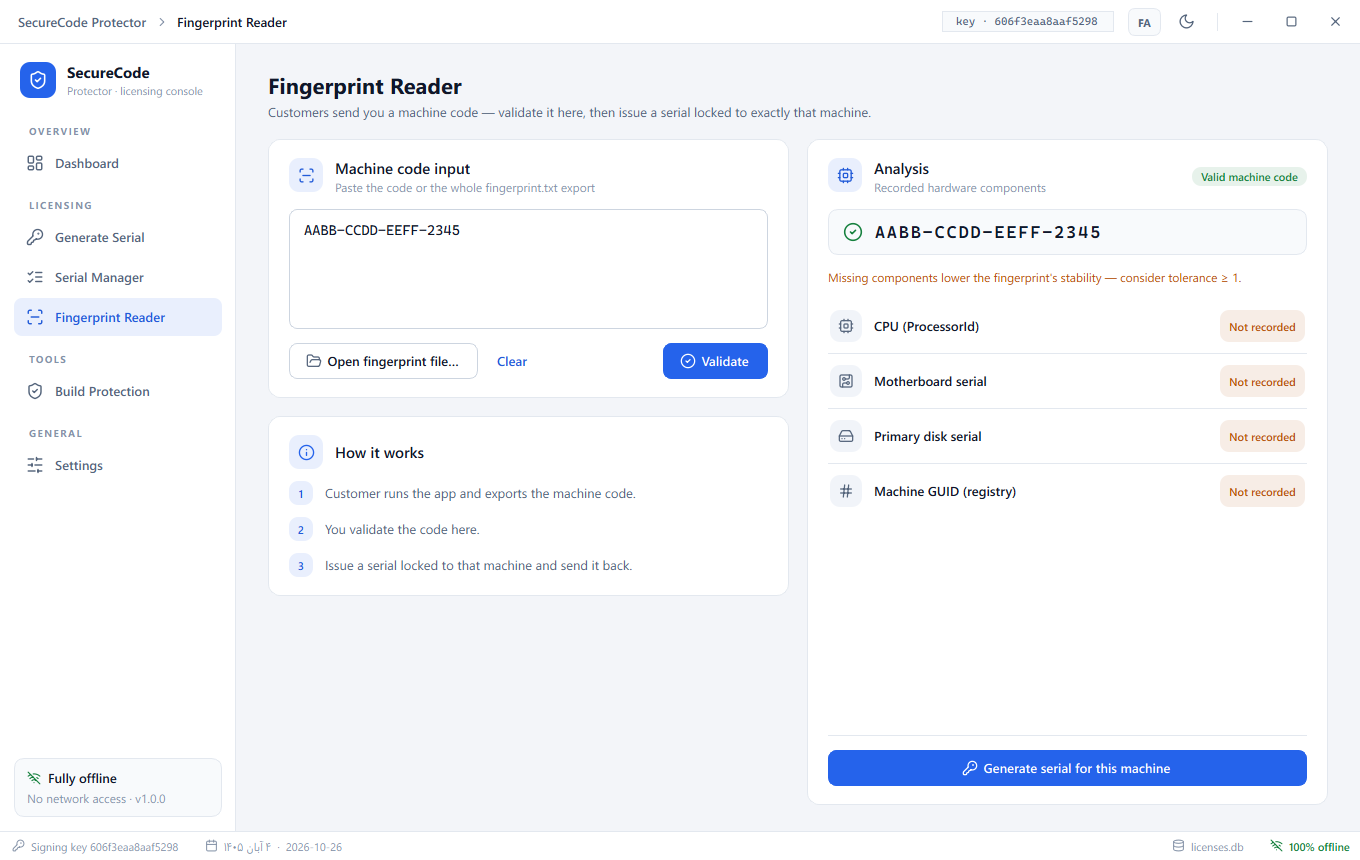 SecureCode Protector > Fingerprint Reader
key · 606f3eaa8aaf5298
FA
SecureCode
Protector · licensing console
OVERVIEW
Dashboard
LICENSING
Generate Serial
Serial Manager
Fingerprint Reader
TOOLS
Build Protection
GENERAL
Settings
Fully offline
No network access · v1.0.0
Fingerprint Reader
Customers send you a machine code — validate it here, then issue a serial locked to exactly that machine.
Machine code input
Paste the code or the whole fingerprint.txt export
AABB-CCDD-EEFF-2345
Open fingerprint file...
Clear
Validate
How it works
1 Customer runs the app and exports the machine code.
2 You validate the code here.
3 Issue a serial locked to that machine and send it back.
Analysis
Recorded hardware components
Valid machine code
AABB-CCDD-EEFF-2345
Missing components lower the fingerprint's stability — consider tolerance ≥ 1.
CPU (ProcessorId) Not recorded
Motherboard serial Not recorded
Primary disk serial Not recorded
# Machine GUID (registry) Not recorded
Generate serial for this machine
Signing key 606f3eaa8aaf5298
۴ آبان ۱۴۰۵ · 2026-10-26
licenses.db
100% offline